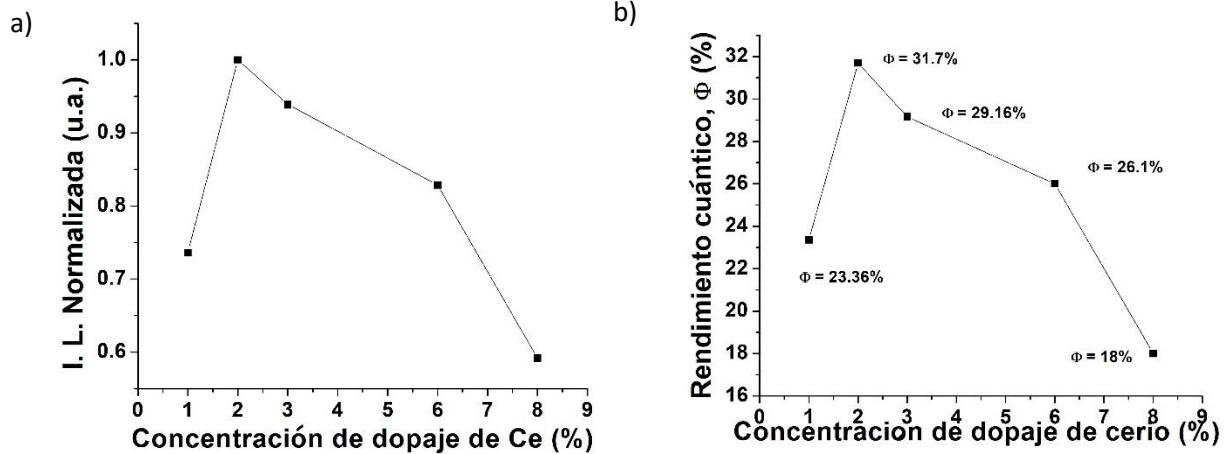 a)
I. L. Normalizada (u.a.)
1.0
0.9
0.8
0.7
0.6
0 1 2 3 4 5 6 7 8 9
Concentración de dopaje de Ce (%)
b)
Rendimiento cuántico, Φ (%)
32
30
28
26
24
22
20
18
16
Φ = 31.7%
Φ = 29.16%
Φ = 26.1%
Φ = 23.36%
Φ = 18%
0 1 2 3 4 5 6 7 8 9
Concentracion de dopaje de cerio (%)